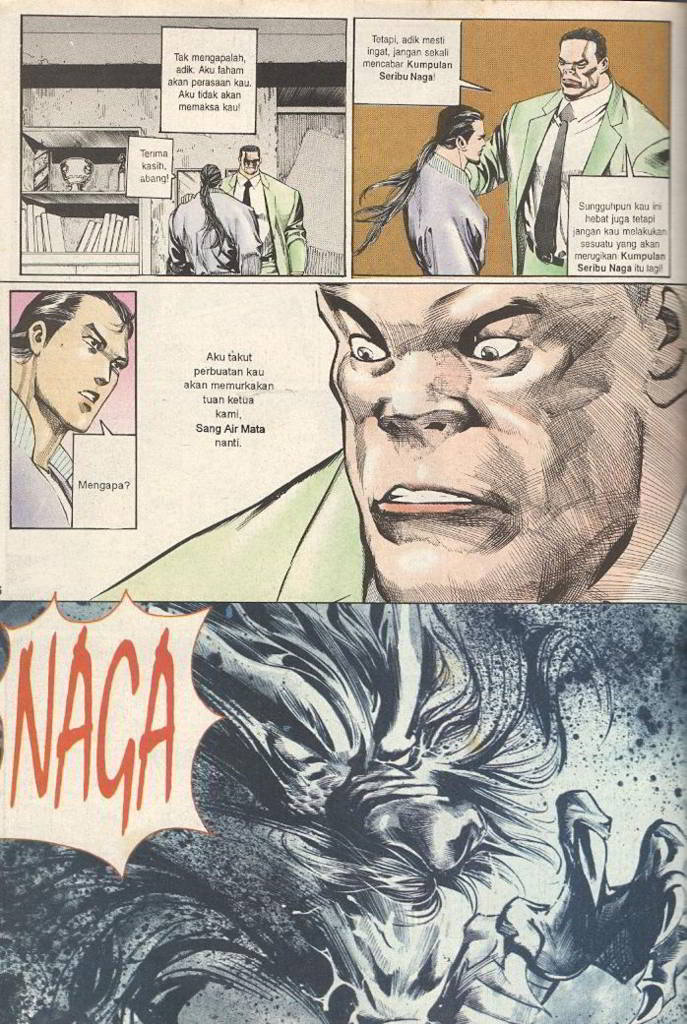 Tak mengapalah,
adik. Aku faham
akan perasaan kau.
Aku tidak akan
memaksa kau!
Terima
kasih,
abang!
Tetapi, adik mesti
ingat, jangan sekali
mencabar Kumpulan
Seribu Naga!
Sungguhpun kau ini
hebat juga tetapi
jangan kau melakukan
sesuatu yang akan
merugikan Kumpulan
Seribu Naga itu lagi!
Mengapa?
Aku takut
perbuatan kau
akan memurkakan
tuan ketua
kami,
Sang Air Mata
nanti.
NAGA